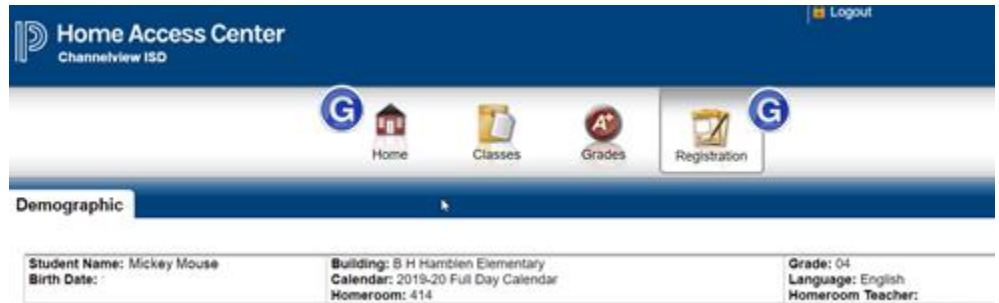 Logout
Home Access Center
Channelview ISD
G
G
Home
Classes
A+
Grades
Registration
Demographic
Student Name: Mickey Mouse
Building: B H Hamblen Elementary
Grade: 04
Birth Date:
Calendar: 2019-20 Full Day Calendar
Language: English
Homeroom: 414
Homeroom Teacher: